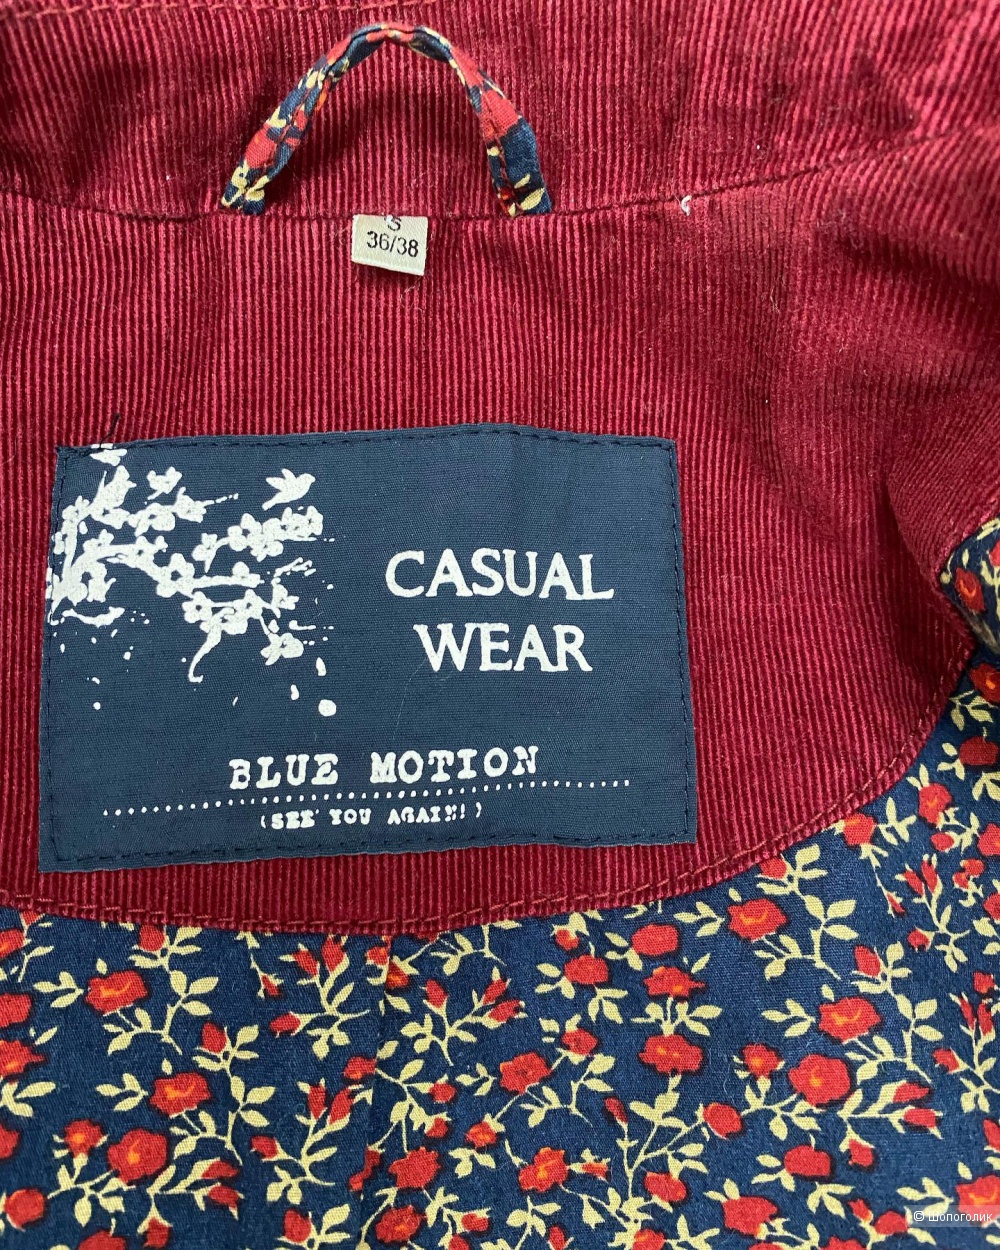 S
36/38
CASUAL
WEAR
BLUE MOTION
(SEE YOU AGAIN!)
© Шопоголик